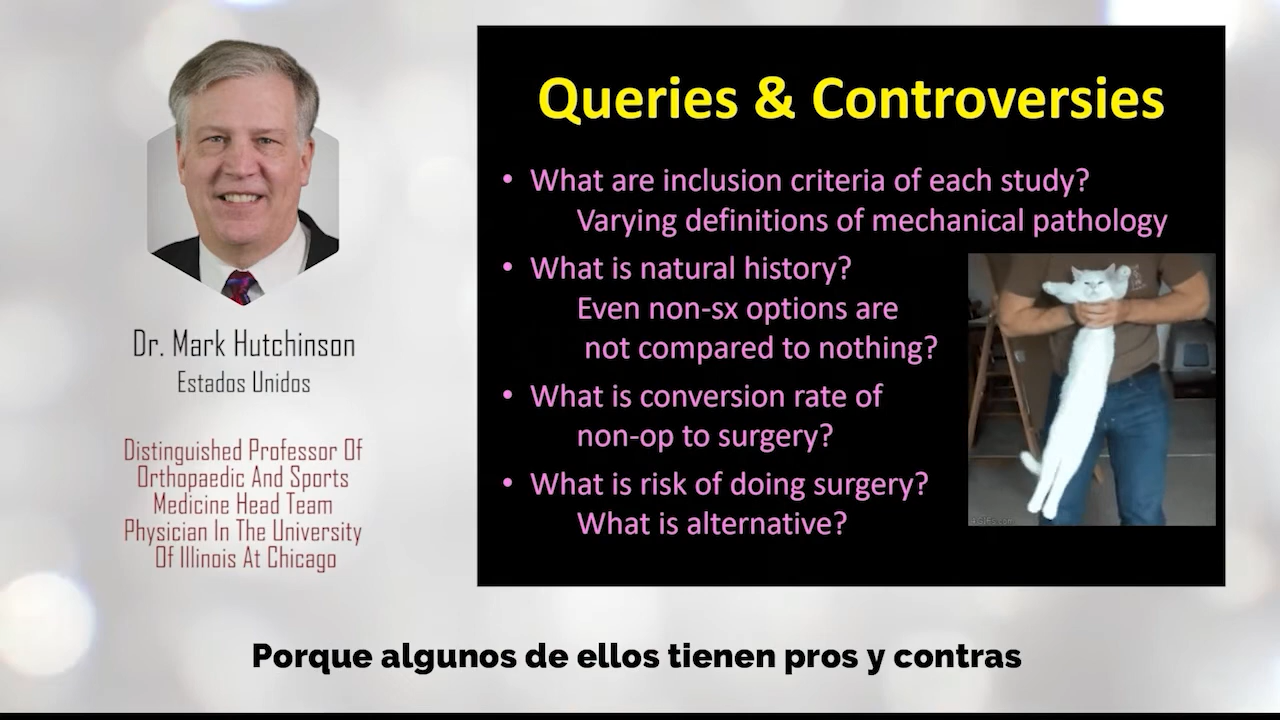 Dr. Mark Hutchinson
Estados Unidos
Distinguished Professor Of
Orthopaedic And Sports
Medicine Head Team
Physician In The University
Of Illinois At Chicago
Queries & Controversies
• What are inclusion criteria of each study?
Varying definitions of mechanical pathology
• What is natural history?
Even non-sx options are
not compared to nothing?
• What is conversion rate of
non-op to surgery?
• What is risk of doing surgery?
What is alternative?
Porque algunos de ellos tienen pros y contras